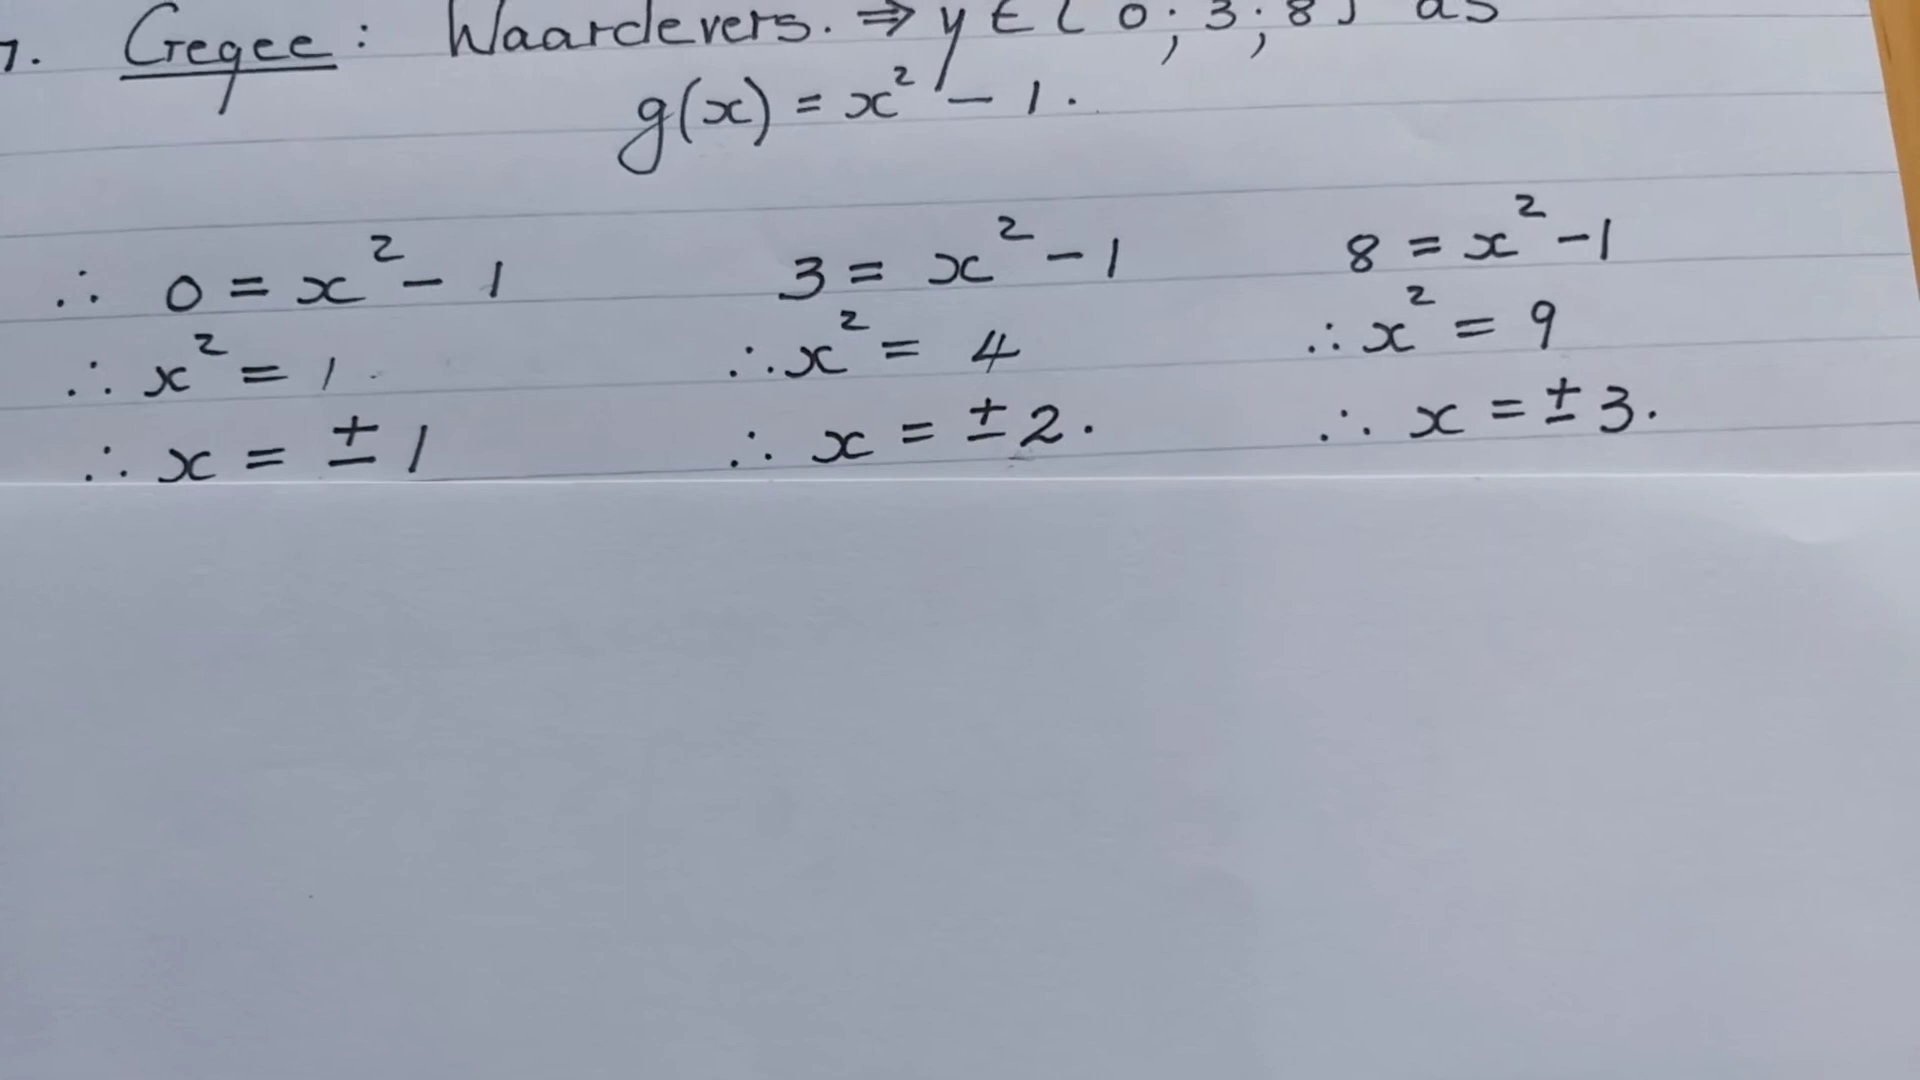 7. Gegee: Waardevers. ⇒ y ∈ { 0 ; 3 ; 8 } as
g(x) = x² - 1.
∴ 0 = x² - 1 3 = x² - 1 8 = x² - 1
∴ x² = 1. ∴ x² = 4 ∴ x² = 9
∴ x = ± 1 ∴ x = ± 2. ∴ x = ± 3.